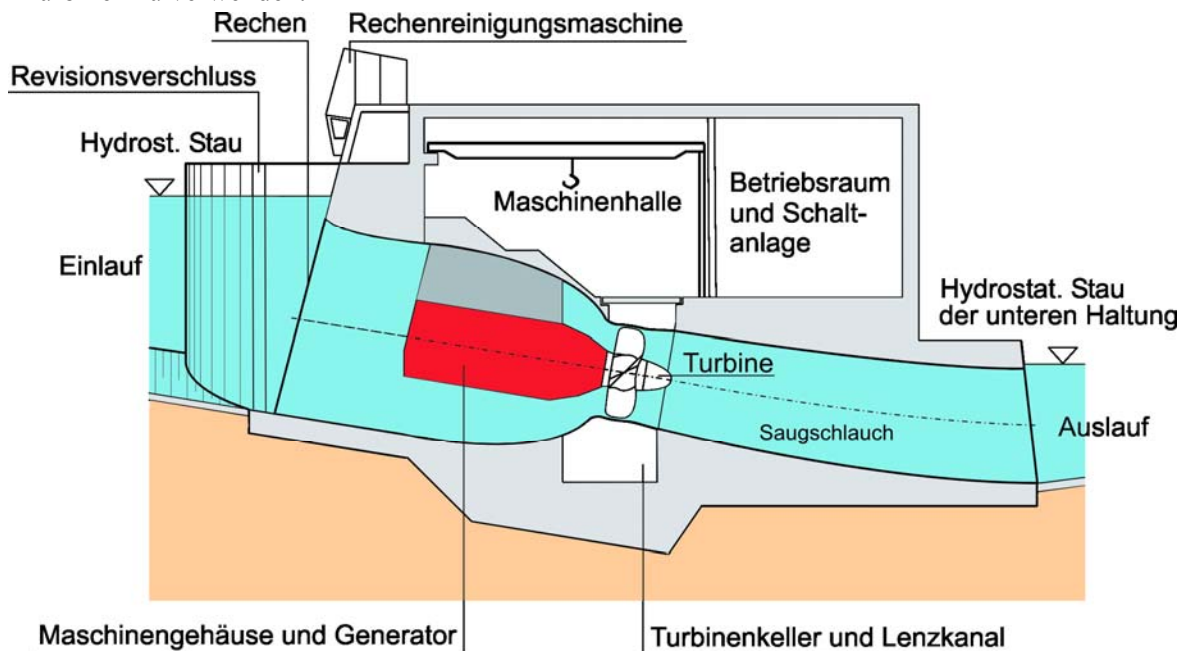 Rechen
Rechenreinigungsmaschine
Revisionsverschluss
Hydrost. Stau
Maschinenhalle
Betriebsraum
und Schalt-
anlage
Einlauf
Hydrostat. Stau
der unteren Haltung
Turbine
Saugschlauch
Auslauf
Maschinengehäuse und Generator
Turbinenkeller und Lenzkanal